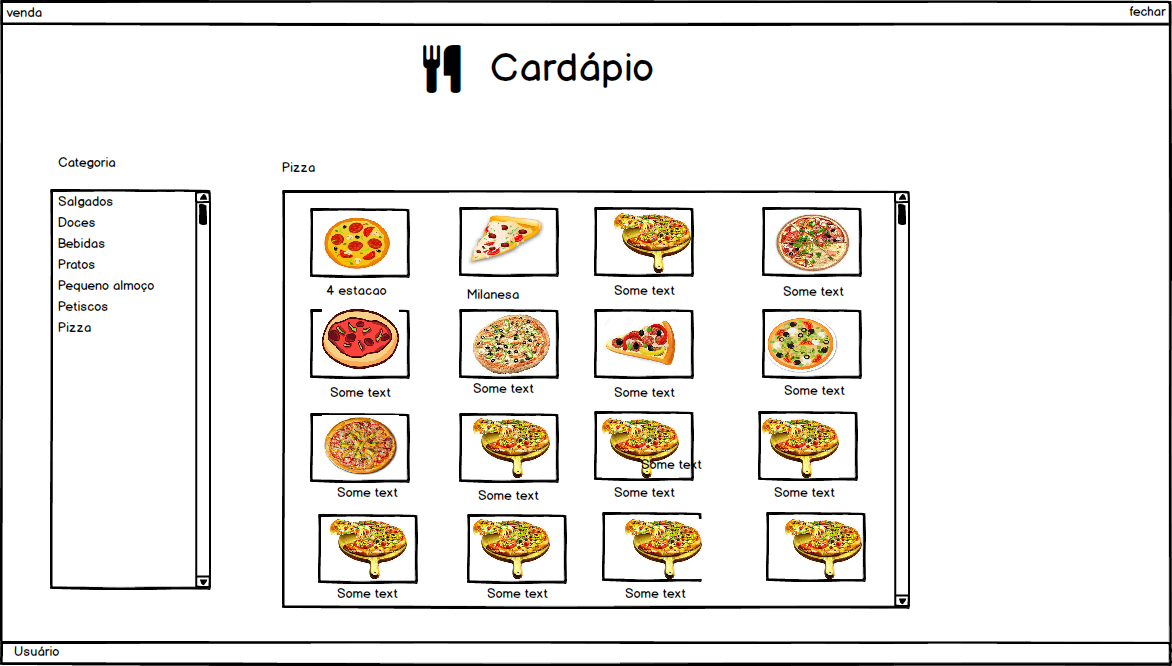 venda
fechar
Cardápio
Categoria
Salgados
Doces
Bebidas
Pratos
Pequeno almoço
Petiscos
Pizza
Pizza
4 estacao
Milanesa
Some text
Some text
Some text
Some text
Some text
Some text
Some text
Some text
Some text
Some text
Some text
Some text
Some text
Some text
Usuário